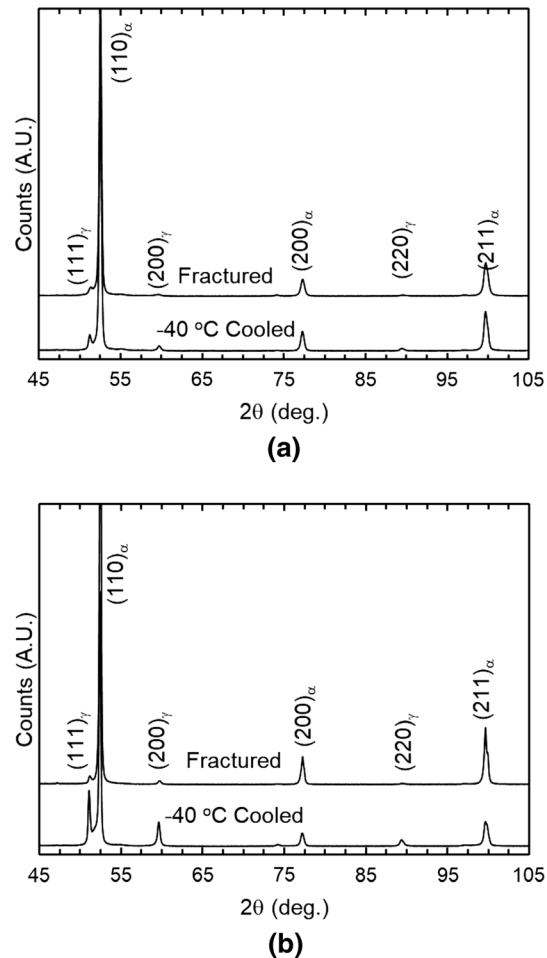 Counts (A.U.)
(111)γ
(110)α
(200)γ
(200)α
(220)γ
(211)α
Fractured
-40 °C Cooled
45 55 65 75 85 95 105
2θ (deg.)
(a)
Counts (A.U.)
(111)γ
(110)α
(200)γ
(200)α
(220)γ
(211)α
Fractured
-40 °C Cooled
45 55 65 75 85 95 105
2θ (deg.)
(b)